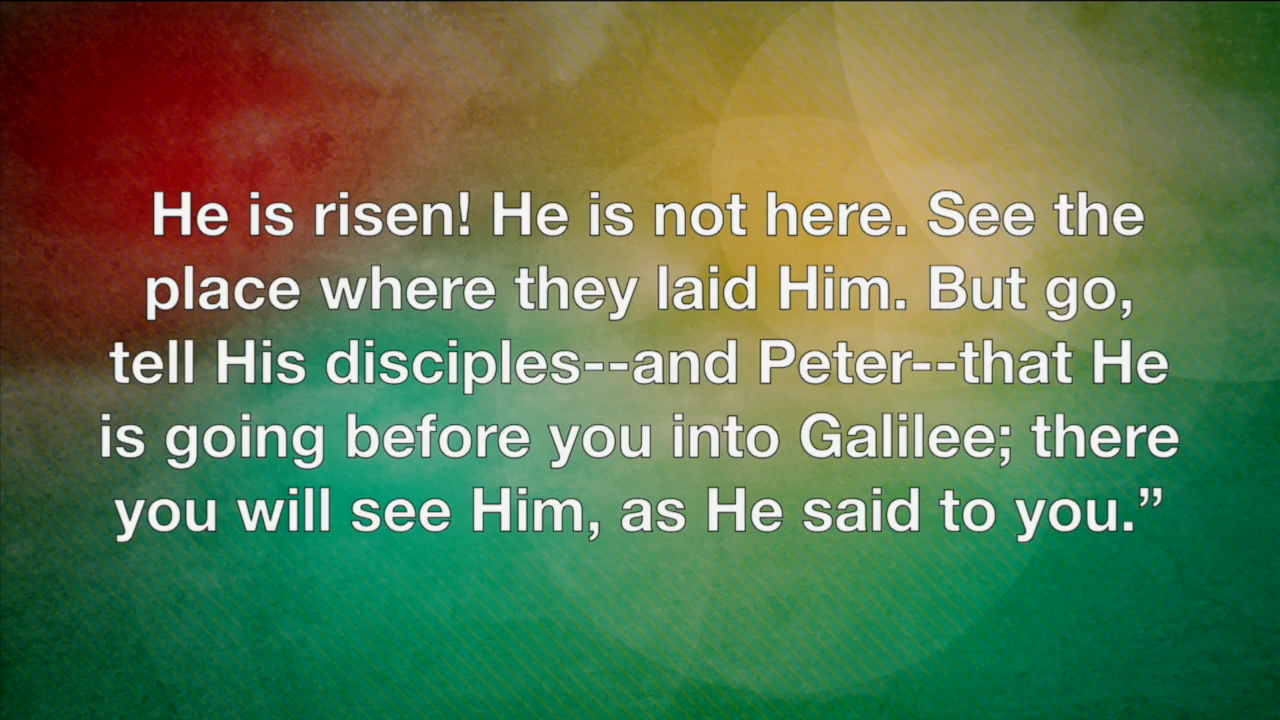 He is risen! He is not here. See the
place where they laid Him. But go,
tell His disciples--and Peter--that He
is going before you into Galilee; there
you will see Him, as He said to you.”